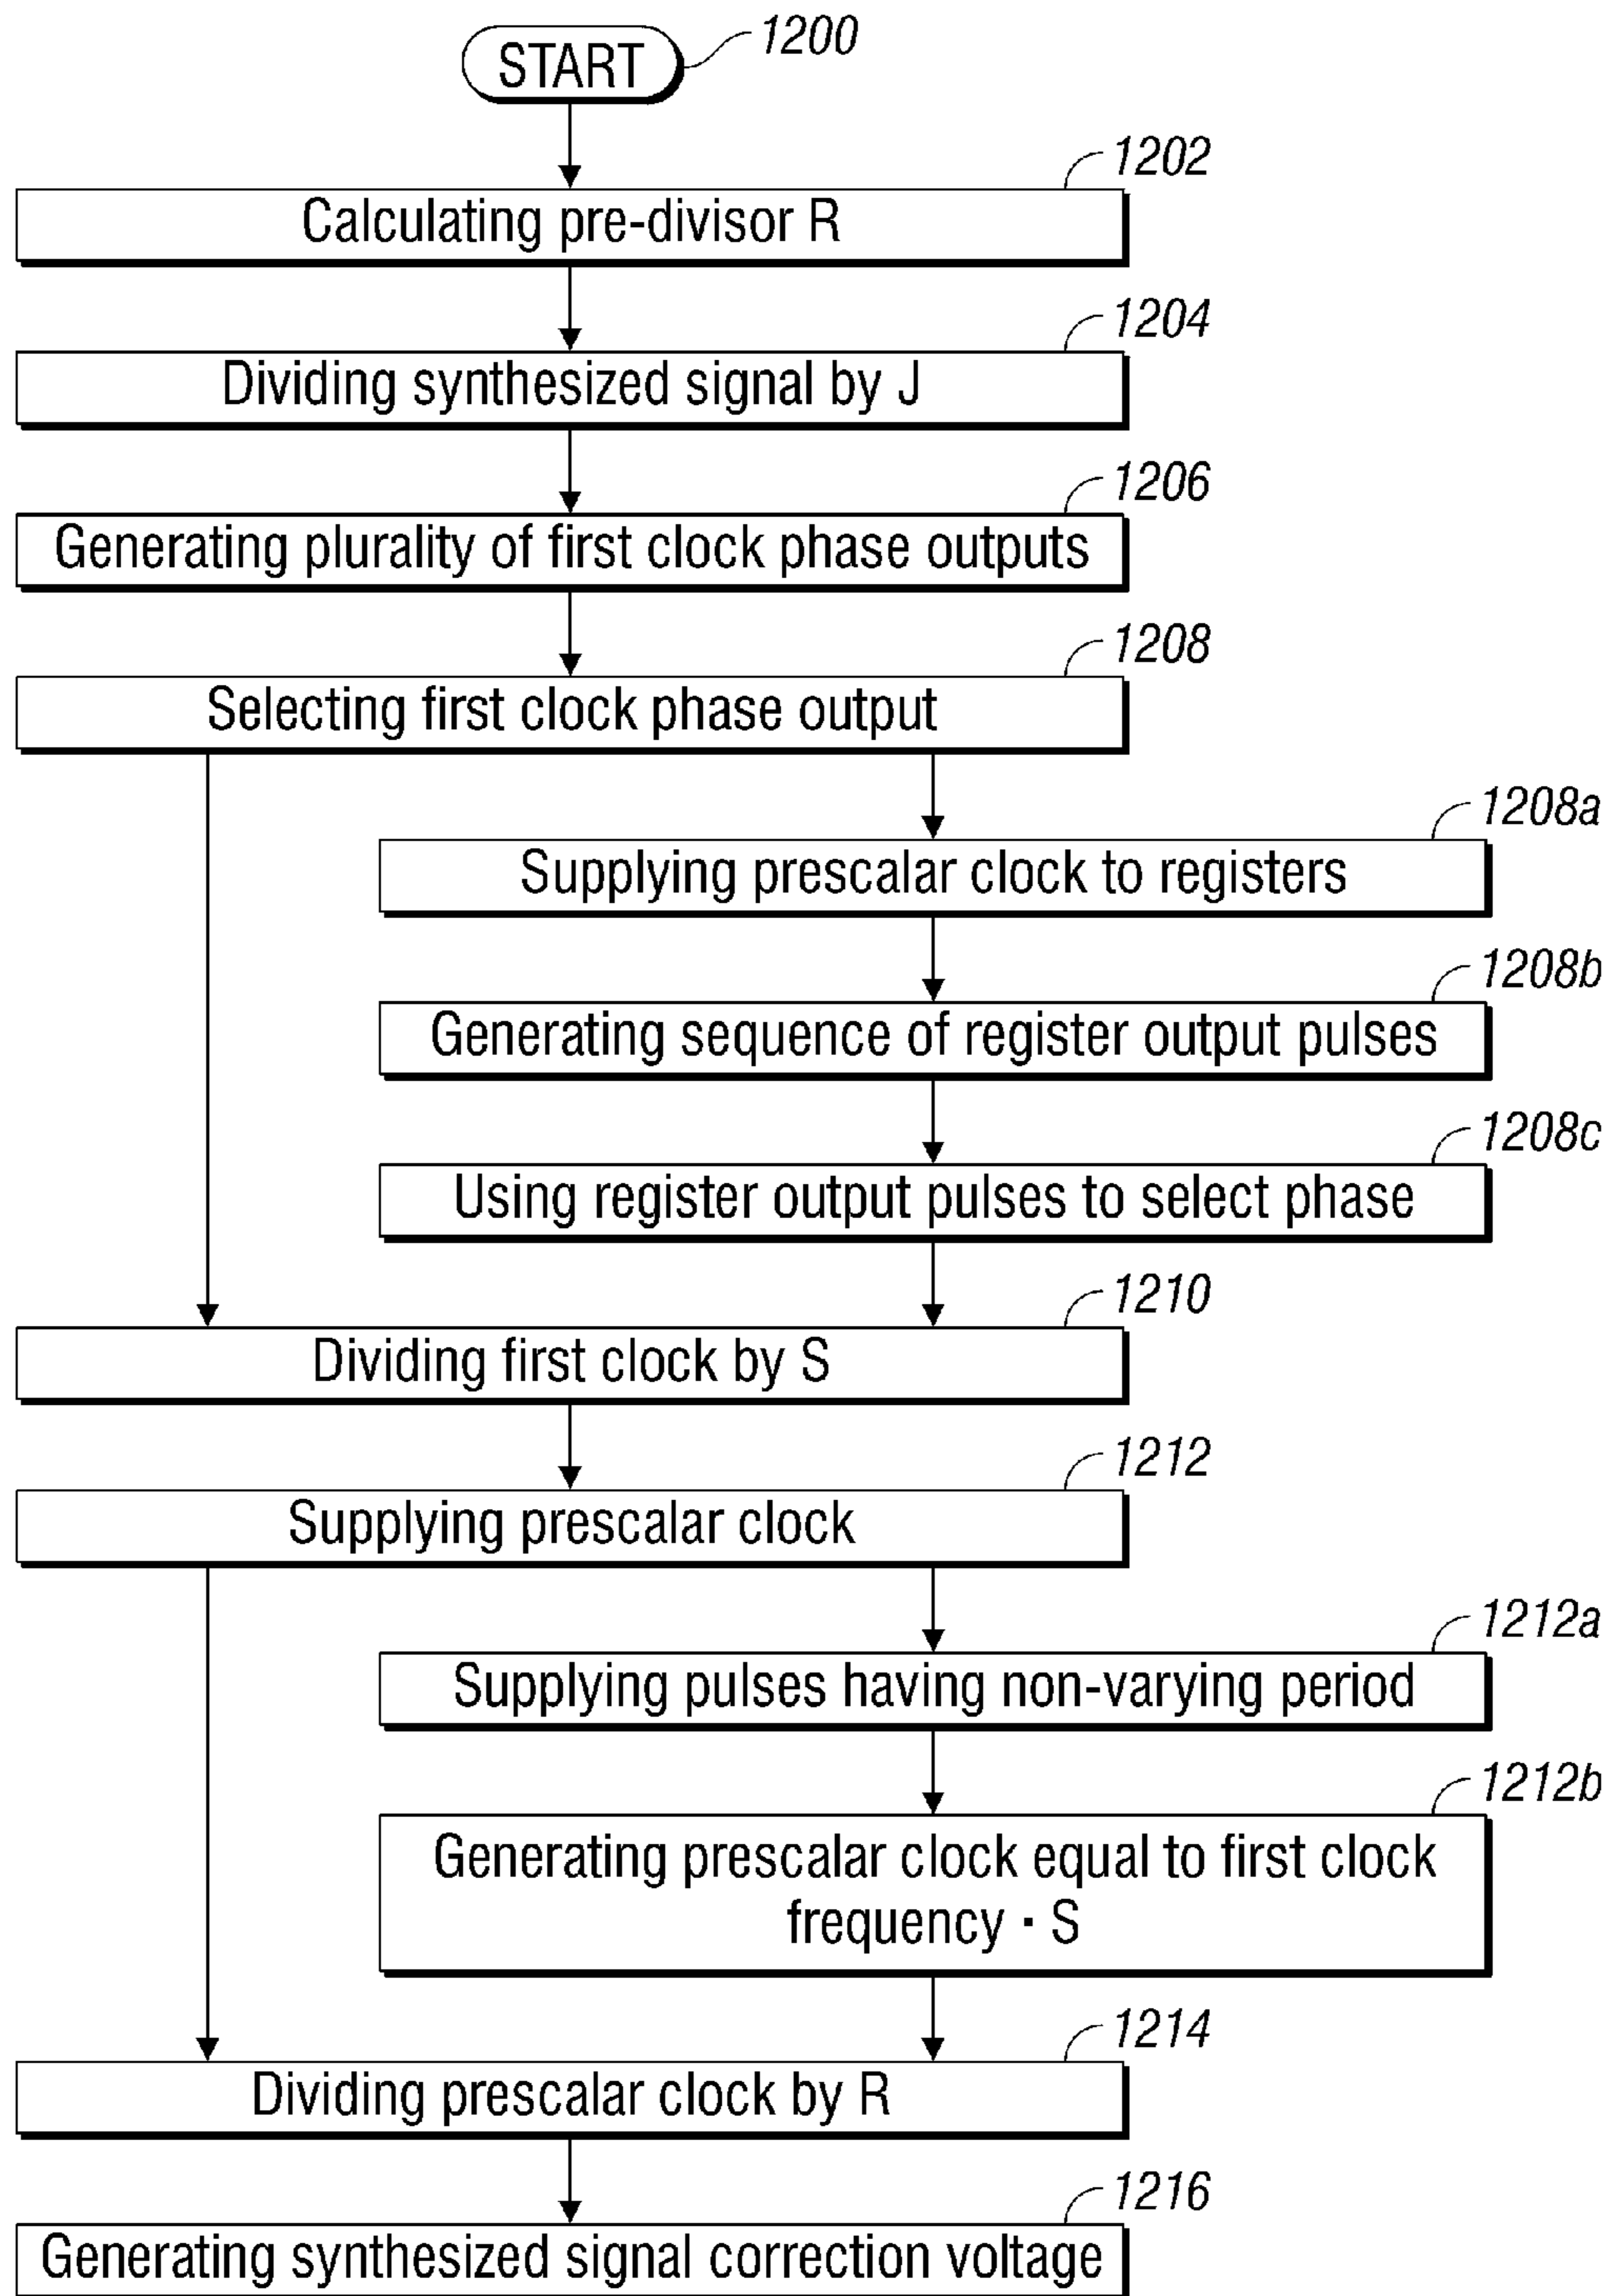 START
1200
1202
Calculating pre-divisor R
1204
Dividing synthesized signal by J
1206
Generating plurality of first clock phase outputs
1208
Selecting first clock phase output
1208a
Supplying prescalar clock to registers
1208b
Generating sequence of register output pulses
1208c
Using register output pulses to select phase
1210
Dividing first clock by S
1212
Supplying prescalar clock
1212a
Supplying pulses having non-varying period
1212b
Generating prescalar clock equal to first clock
frequency · S
1214
Dividing prescalar clock by R
1216
Generating synthesized signal correction voltage